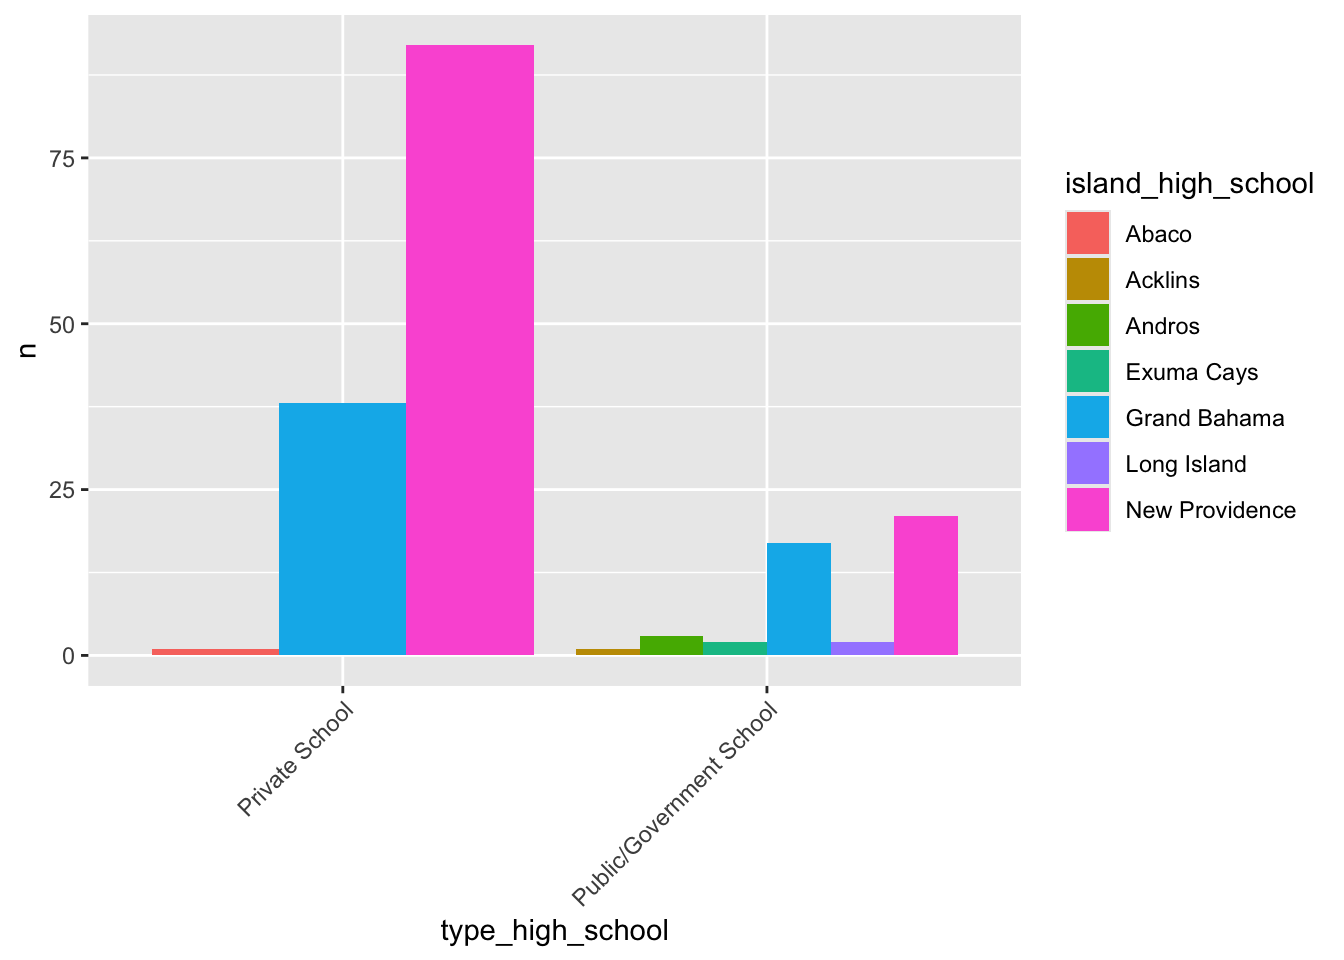 75
50
25
0
n
Private School
Public/Government School
type_high_school
island_high_school
Abaco
Acklins
Andros
Exuma Cays
Grand Bahama
Long Island
New Providence